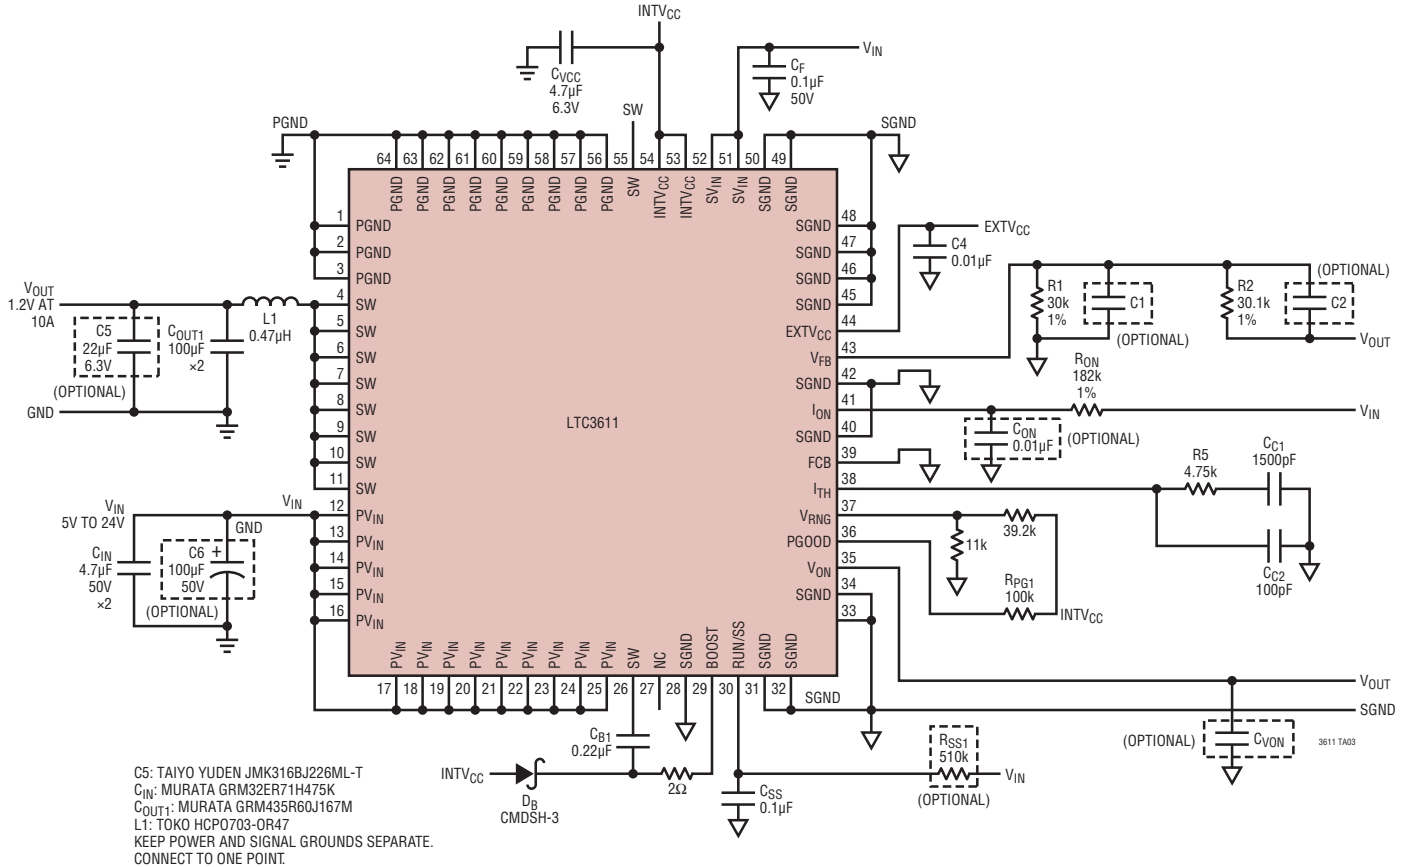 INTVCC
CVCC
4.7µF
6.3V
CF
0.1µF
50V
VIN
SW
PGND
SGND
64 63 62 61 60 59 58 57 56 55 54 53 52 51 50 49
PGND PGND PGND PGND PGND PGND PGND PGND PGND SW INTVCC INTVCC SVIN SVIN SGND SGND
1 PGND
2 PGND
3 PGND
4 SW
5 SW
6 SW
7 SW
8 SW
9 SW
10 SW
11 SW
12 PVIN
13 PVIN
14 PVIN
15 PVIN
16 PVIN
LTC3611
SGND 48
SGND 47
SGND 46
SGND 45
EXTVCC 44
VFB 43
SGND 42
ION 41
SGND 40
FCB 39
ITH 38
VRNG 37
PGOOD 36
VON 35
SGND 34
33
PVIN PVIN PVIN PVIN PVIN PVIN PVIN PVIN PVIN SW NC SGND BOOST RUN/SS SGND SGND
17 18 19 20 21 22 23 24 25 26 27 28 29 30 31 32
VOUT
1.2V AT
10A
C5
22µF
6.3V
(OPTIONAL)
COUT1
100µF
×2
L1
0.47µH
GND
VIN
5V TO 24V
VIN
GND
CIN
4.7µF
50V
×2
C6
100µF
50V
+
(OPTIONAL)
EXTVCC
C4
0.01µF
R1
30k
1%
C1
(OPTIONAL)
R2
30.1k
1%
(OPTIONAL)
C2
VOUT
RON
182k
1%
VIN
CON
0.01µF
(OPTIONAL)
R5
4.75k
CC1
1500pF
CC2
100pF
39.2k
11k
RPG1
100k
INTVCC
VOUT
SGND
SGND
(OPTIONAL)
CVON
3611 TA03
CB1
0.22µF
INTVCC
DB
CMDSH-3
2Ω
CSS
0.1µF
RSS1
510k
VIN
(OPTIONAL)
C5: TAIYO YUDEN JMK316BJ226ML-T
CIN: MURATA GRM32ER71H475K
COUT1: MURATA GRM435R60J167M
L1: TOKO HCP0703-OR47
KEEP POWER AND SIGNAL GROUNDS SEPARATE.
CONNECT TO ONE POINT.